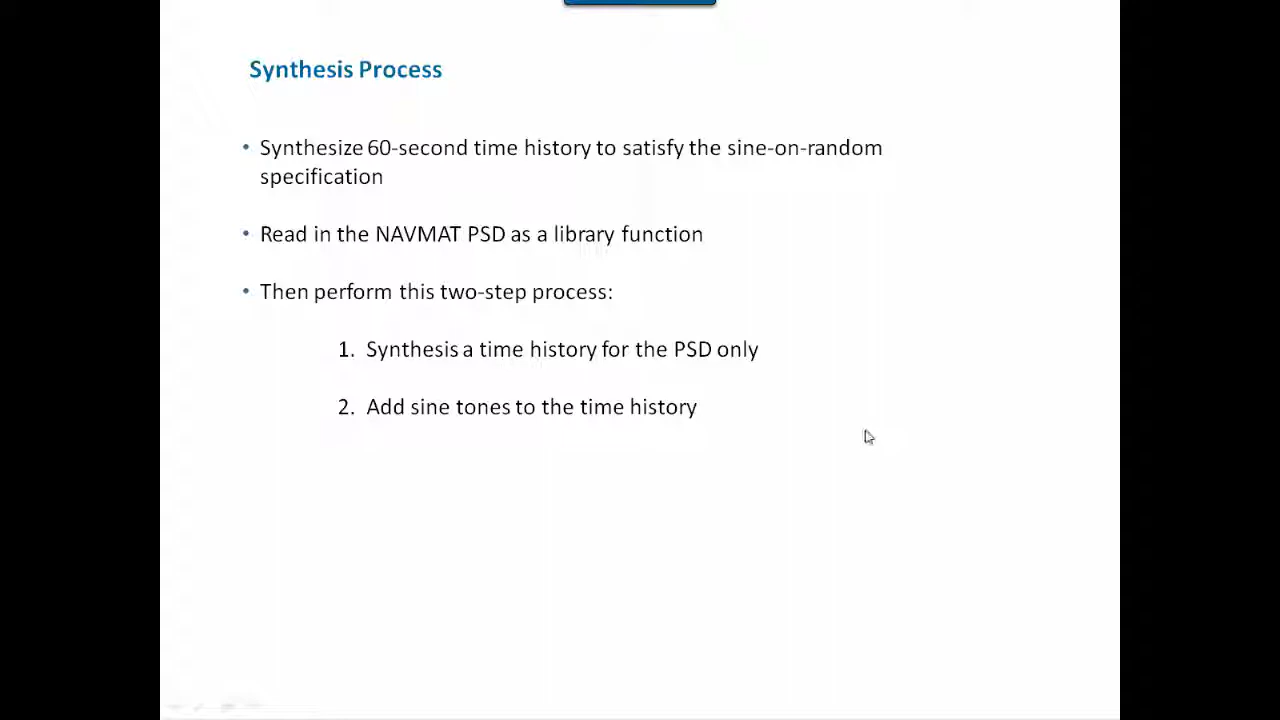 Synthesis Process
• Synthesize 60-second time history to satisfy the sine-on-random
specification
• Read in the NAVMAT PSD as a library function
• Then perform this two-step process:
1. Synthesis a time history for the PSD only
2. Add sine tones to the time history